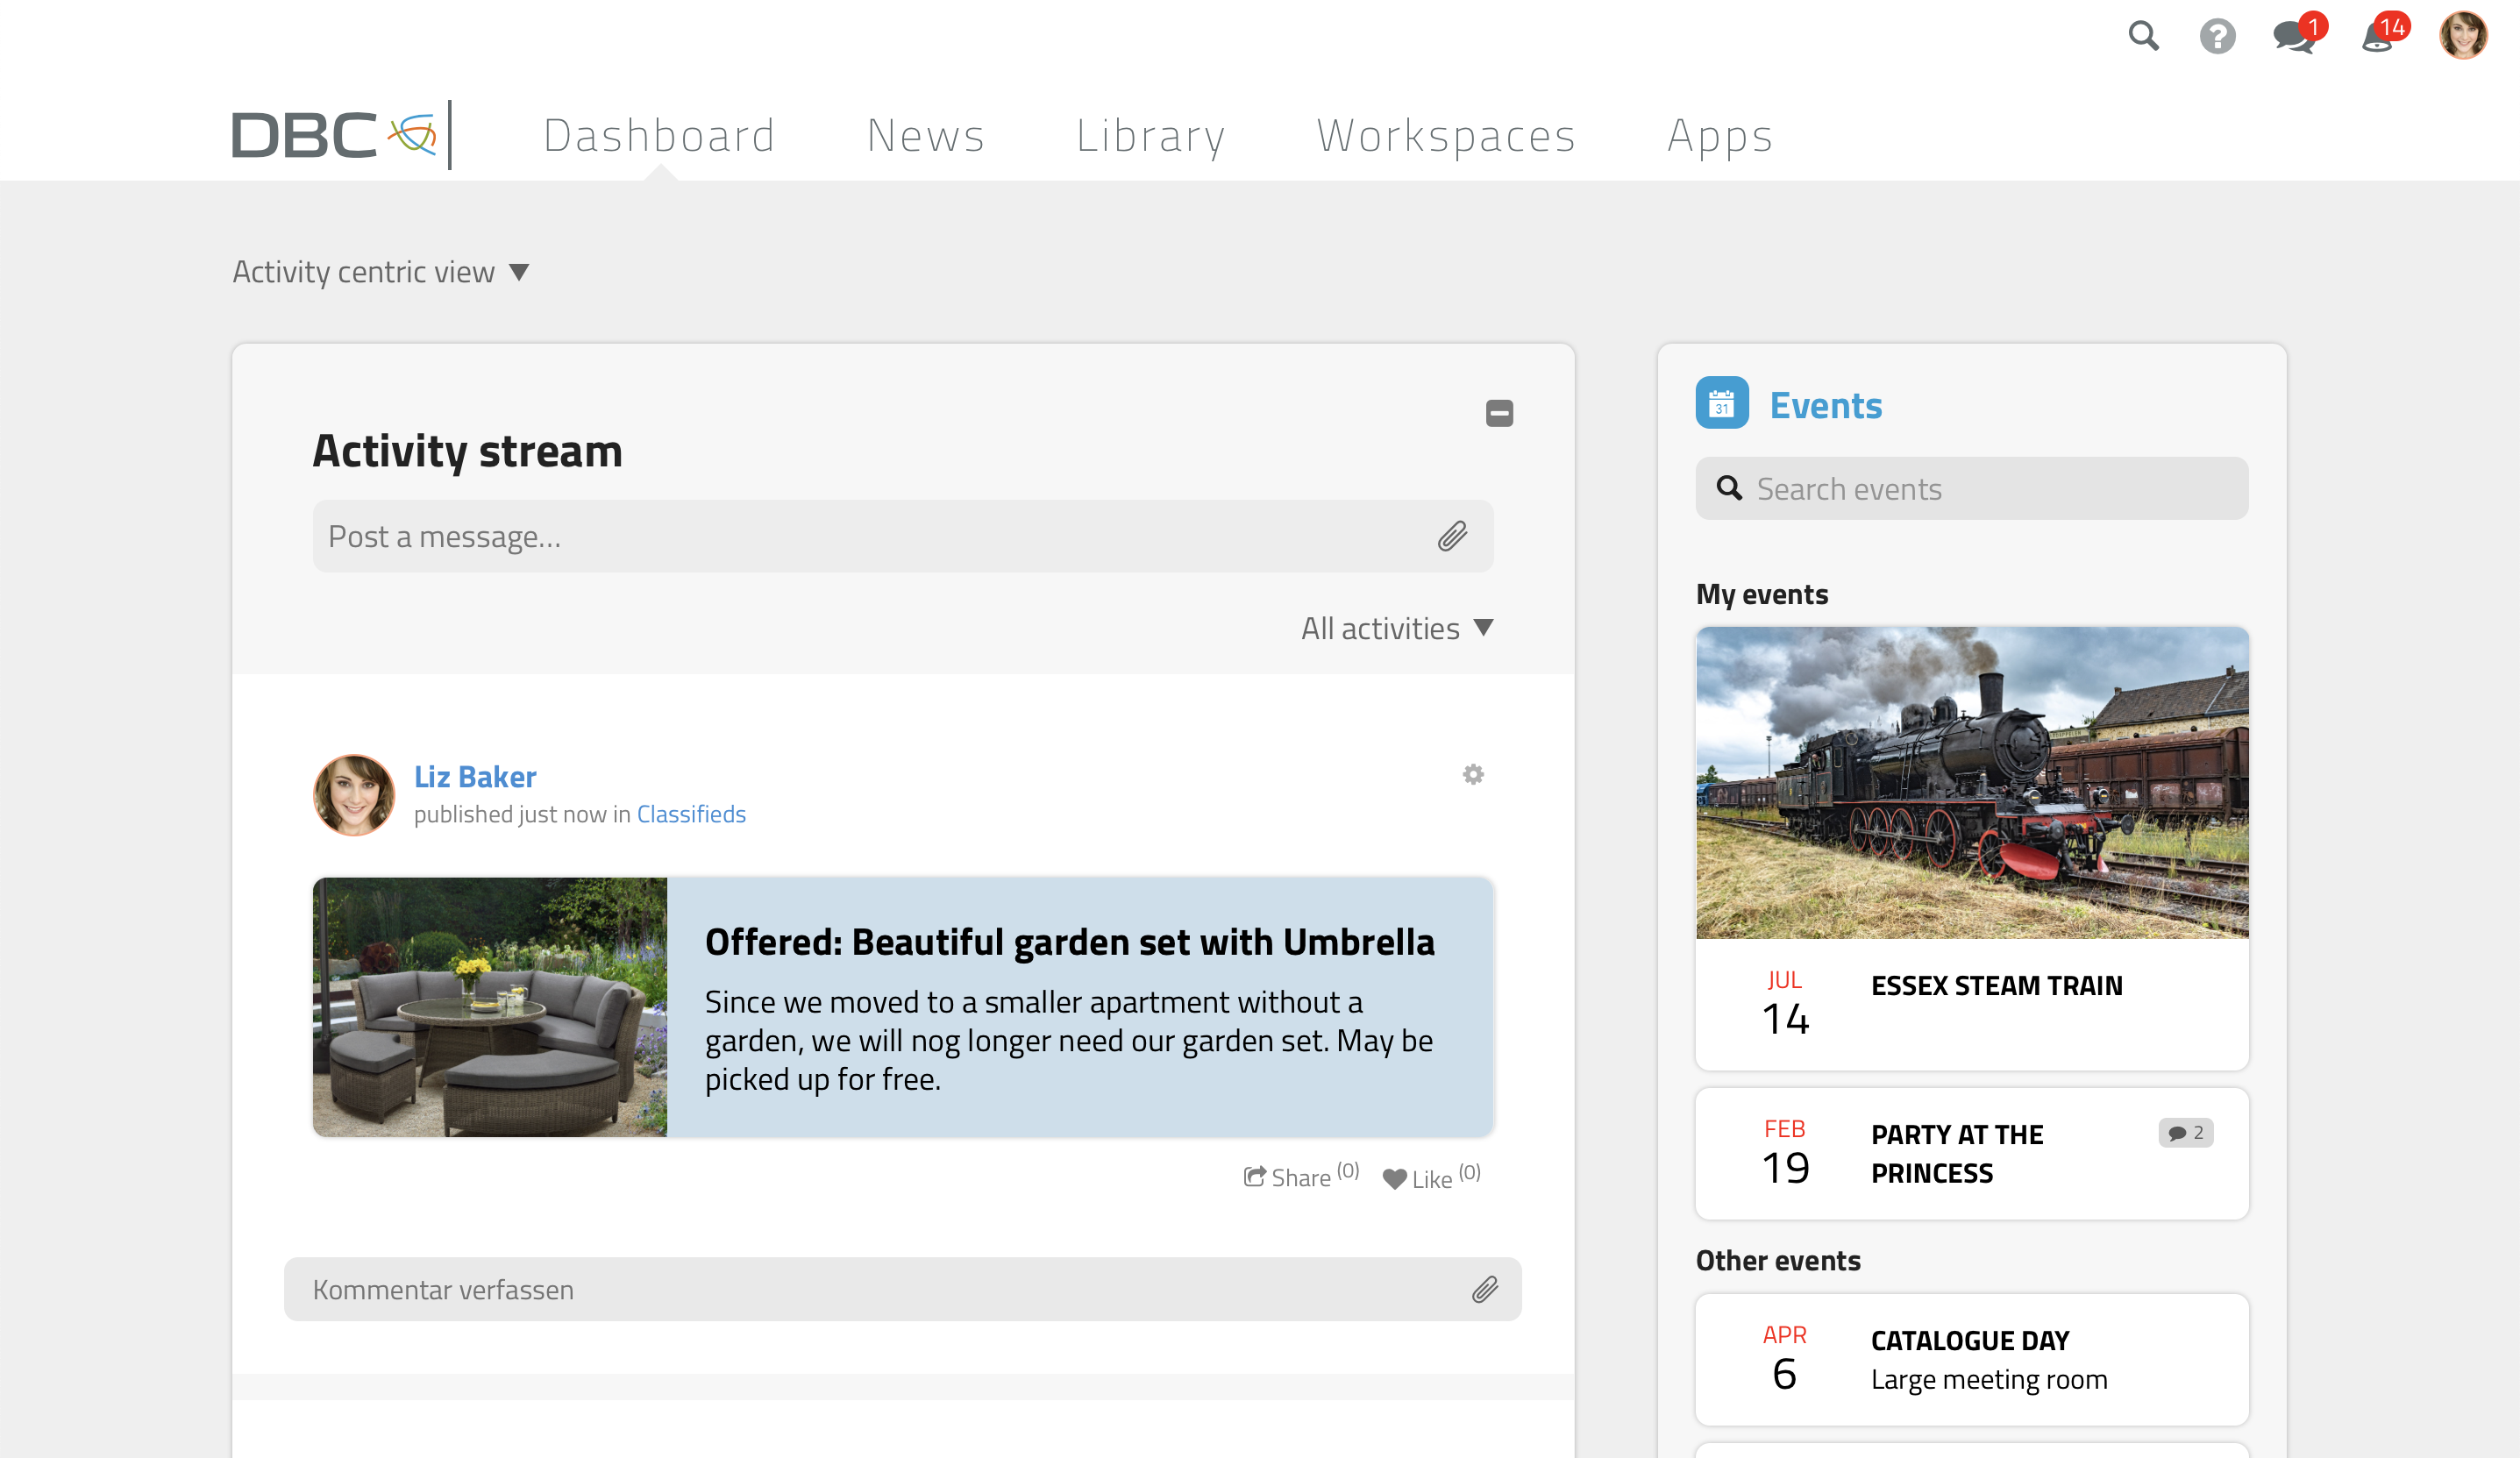 1
14
DBC
Dashboard
News
Library
Workspaces
Apps
Activity centric view
Activity stream
Post a message...
All activities
Liz Baker
published just now in Classifieds
Offered: Beautiful garden set with Umbrella
Since we moved to a smaller apartment without a
garden, we will nog longer need our garden set. May be
picked up for free.
Share (0)
Like (0)
Kommentar verfassen
31
Events
Search events
My events
JUL
14
ESSEX STEAM TRAIN
FEB
19
PARTY AT THE
PRINCESS
2
Other events
APR
6
CATALOGUE DAY
Large meeting room